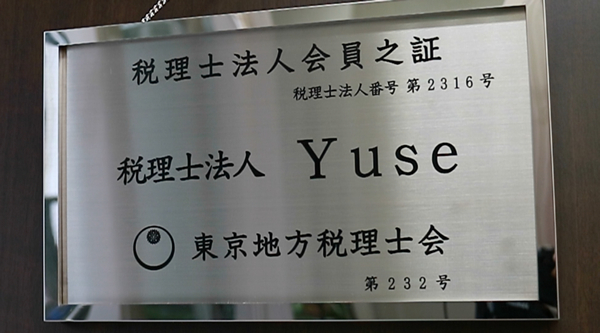 税理士法人会員之証
税理士法人番号 第2316号
税理士法人 Yuse
東京地方税理士会
第232号